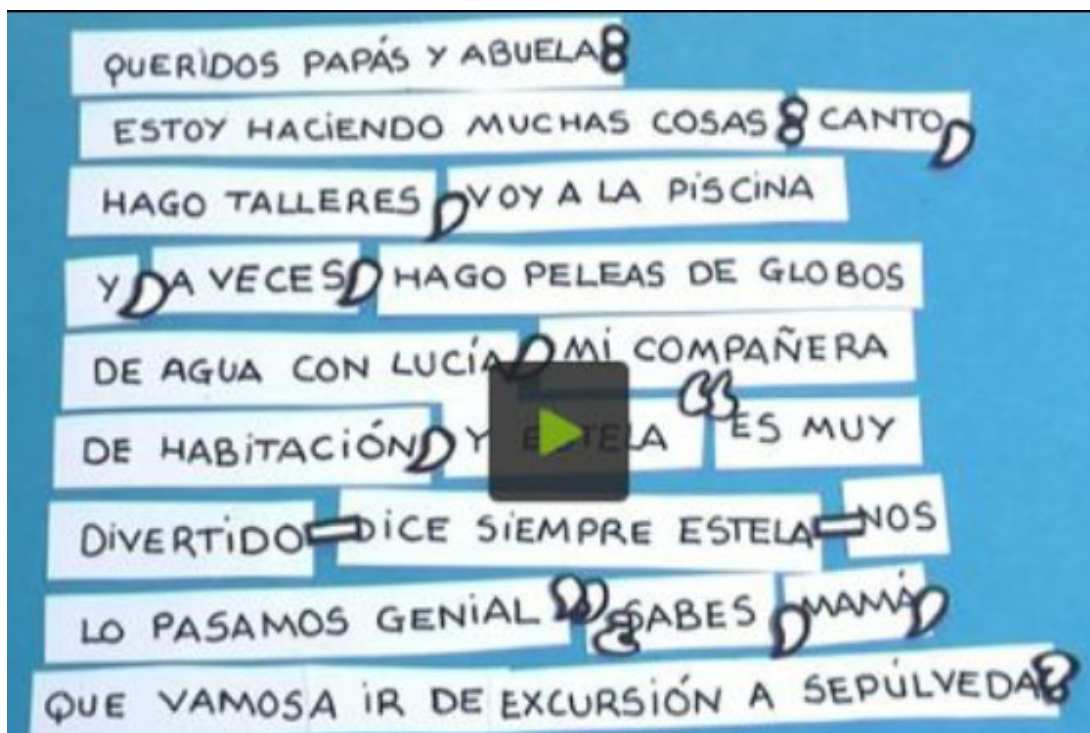 QUERIDOS PAPÁS Y ABUELA:
ESTOY HACIENDO MUCHAS COSAS: CANTO,
HAGO TALLERES, VOY A LA PISCINA
Y, A VECES, HAGO PELEAS DE GLOBOS
DE AGUA CON LUCÍA, MI COMPAÑERA
DE HABITACIÓN, Y ESTELA “ES MUY
DIVERTIDO–DICE SIEMPRE ESTELA–NOS
LO PASAMOS GENIAL” ¿SABES, MAMÁ,
QUE VAMOS A IR DE EXCURSIÓN A SEPÚLVEDA?